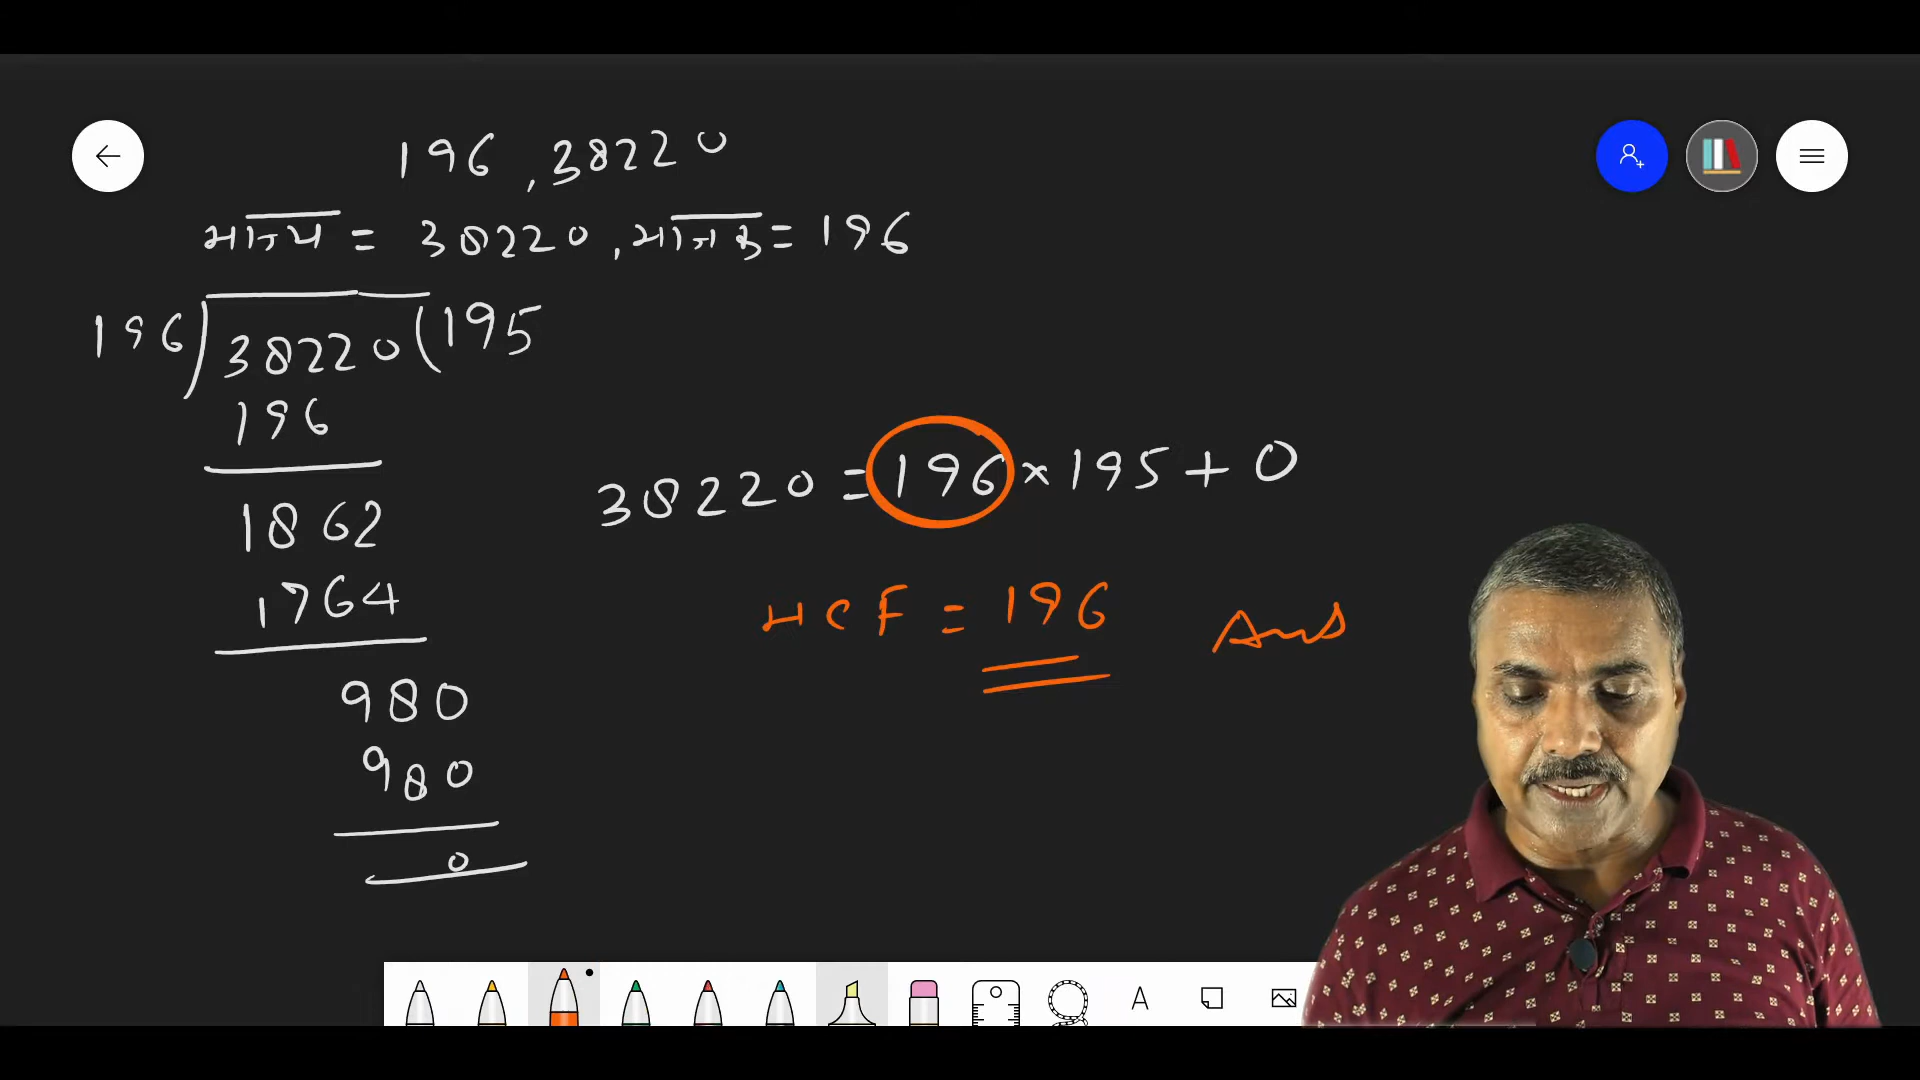 196, 38220
भाज्य = 38220, भाजक = 196
196) 38220 (195
196
1862
1764
980
980
0
38220 = 196 × 195 + 0
HCF = 196 Ans
A